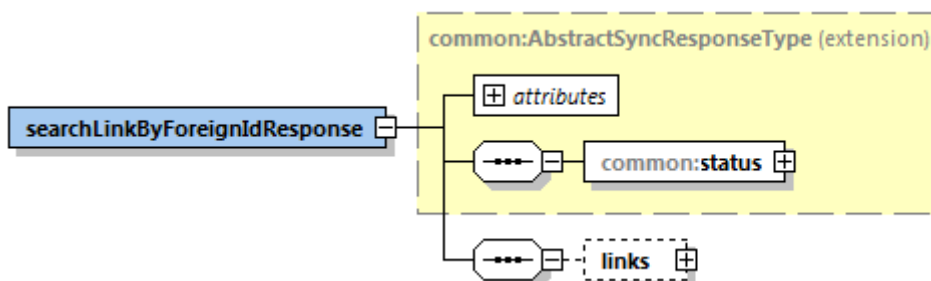 common:AbstractSyncResponseType (extension)
attributes
searchLinkByForeignIdResponse
common:status
links